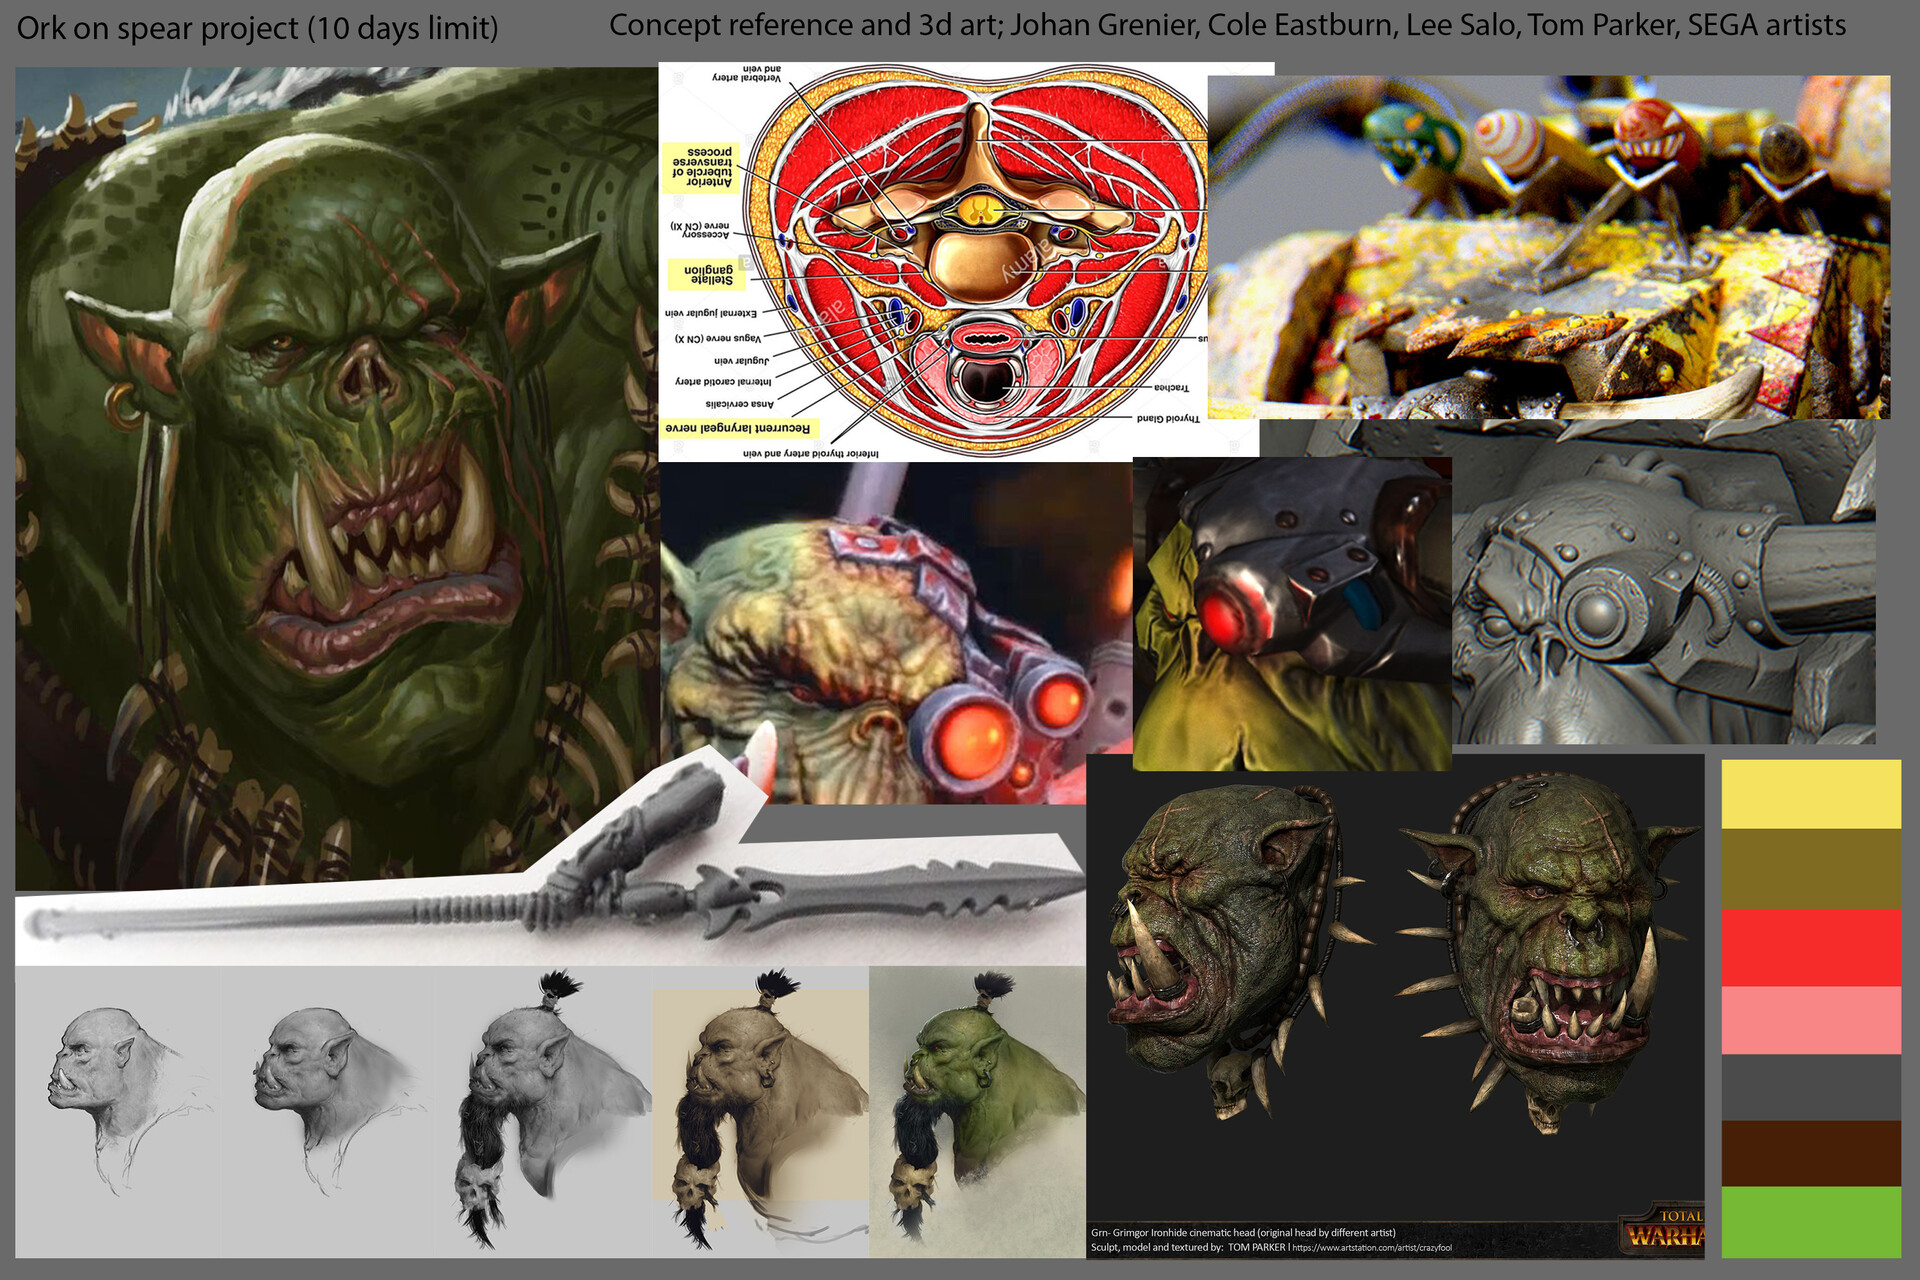 Ork on spear project (10 days limit)
Concept reference and 3d art; Johan Grenier, Cole Eastburn, Lee Salo, Tom Parker, SEGA artists
Vertebral artery
and vein
Anterior
tubercle of
transverse
process
Accessory
nerve (CN XI)
Stellate
ganglion
External jugular vein
Vagus nerve (CN X)
Jugular vein
Internal carotid artery
Ansa cervicalis
Recurrent laryngeal nerve
Inferior thyroid artery and vein
Trachea
Thyroid Gland
us
alamy
Grn- Grimgor Ironhide cinematic head (original head by different artist)
Sculpt, model and textured by: TOM PARKER | https://www.artstation.com/artist/crazyfool
TOTAL
WARHA